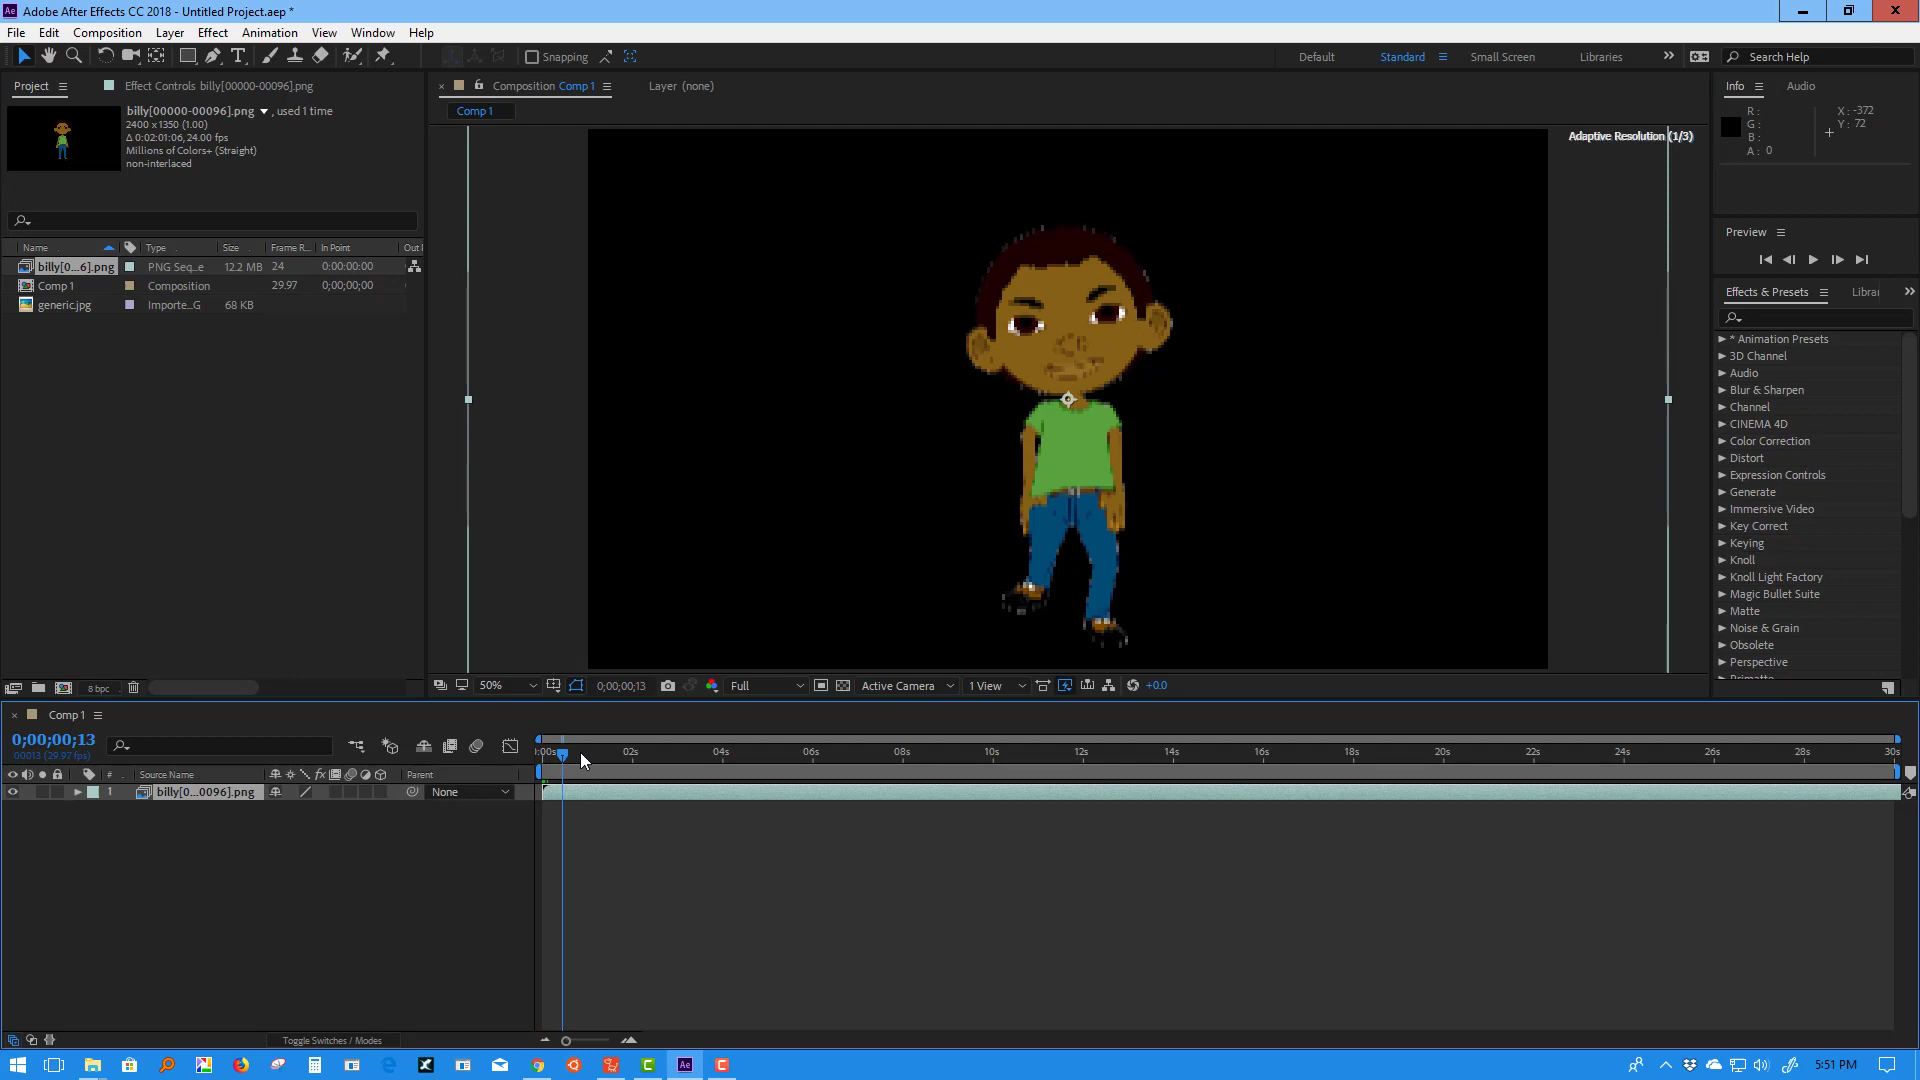 Adobe After Effects CC 2018 - Untitled Project.aep *
File Edit Composition Layer Effect Animation View Window Help
Snapping
Default Standard Small Screen Libraries Search Help
Project Effect Controls billy[00000-00096].png
billy[00000-00096].png , used 1 time
2400 x 1350 (1.00)
Δ 0:02:01:06, 24.00 fps
Millions of Colors+ (Straight)
non-interlaced
Name Type Size Frame R... In Point Out
billy[0...6].png PNG Seq...e 12.2 MB 24 0:00:00:00
Comp 1 Composition 29.97 0;00;00;00
generic.jpg Importe...G 68 KB
8 bpc
Composition Comp 1 Layer (none)
Comp 1
Adaptive Resolution (1/3)
50% 0;00;00;13 Full Active Camera 1 View +0.0
Info Audio
R: X: -372
G: Y: 72
B:
A: 0
Preview
Effects & Presets Librar
* Animation Presets
3D Channel
Audio
Blur & Sharpen
Channel
CINEMA 4D
Color Correction
Distort
Expression Controls
Generate
Immersive Video
Key Correct
Keying
Knoll
Knoll Light Factory
Magic Bullet Suite
Matte
Noise & Grain
Obsolete
Perspective
Comp 1
0;00;00;13
00013 (29.97 fps)
:00s 02s 04s 06s 08s 10s 12s 14s 16s 18s 20s 22s 24s 26s 28s 30s
# Source Name Parent
1 billy[0...0096].png None
Toggle Switches / Modes
5:51 PM